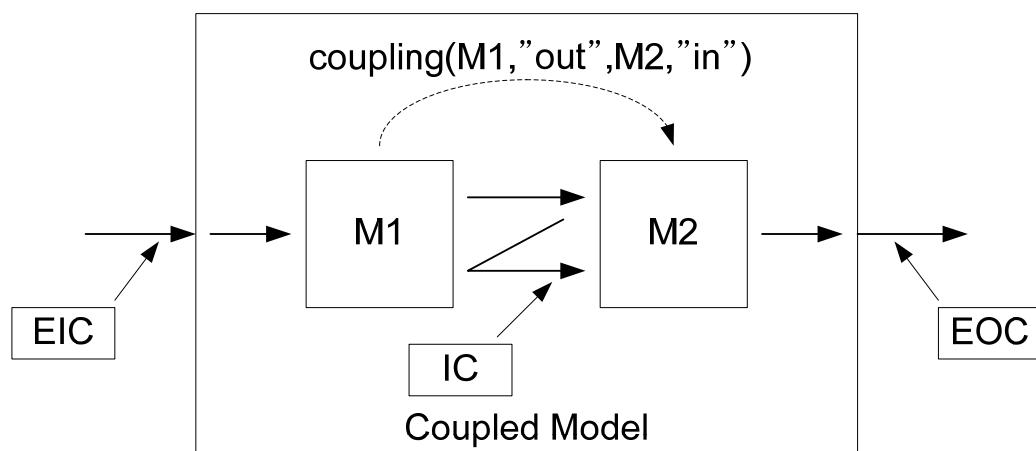 coupling(M1,”out”,M2,”in”)
M1
M2
EIC
IC
EOC
Coupled Model